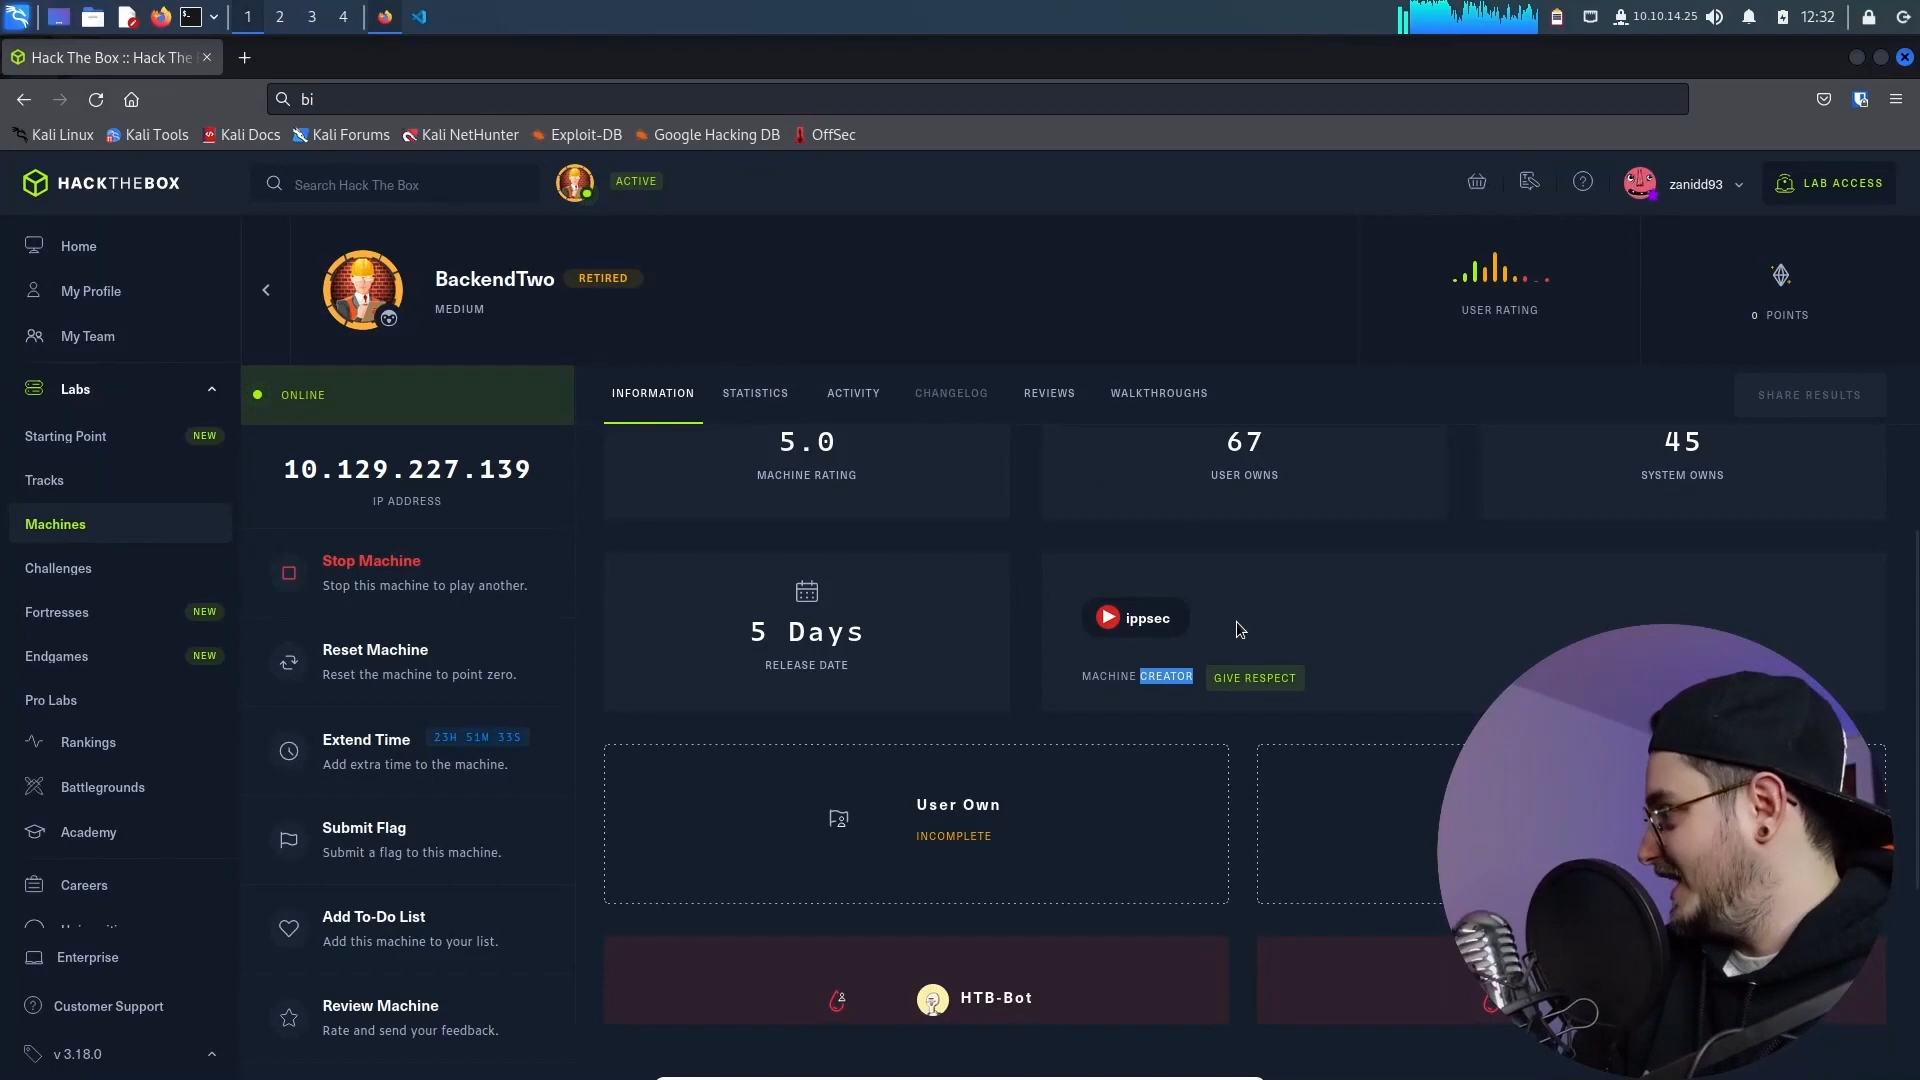 1
2
3
4
10.10.14.25
12:32
Hack The Box :: Hack The
bi
Kali Linux
Kali Tools
Kali Docs
Kali Forums
Kali NetHunter
Exploit-DB
Google Hacking DB
OffSec
HACKTHEBOX
Search Hack The Box
ACTIVE
zanidd93
LAB ACCESS
Home
My Profile
My Team
Labs
Starting Point NEW
Tracks
Machines
Challenges
Fortresses NEW
Endgames NEW
Pro Labs
Rankings
Battlegrounds
Academy
Careers
Enterprise
Customer Support
v 3.18.0
BackendTwo RETIRED
MEDIUM
USER RATING
0 POINTS
ONLINE
10.129.227.139
IP ADDRESS
Stop Machine
Stop this machine to play another.
Reset Machine
Reset the machine to point zero.
Extend Time 23H 51M 33S
Add extra time to the machine.
Submit Flag
Submit a flag to this machine.
Add To-Do List
Add this machine to your list.
Review Machine
Rate and send your feedback.
INFORMATION
STATISTICS
ACTIVITY
CHANGELOG
REVIEWS
WALKTHROUGHS
SHARE RESULTS
5.0
MACHINE RATING
67
USER OWNS
45
SYSTEM OWNS
5 Days
RELEASE DATE
ippsec
MACHINE CREATOR
GIVE RESPECT
User Own
INCOMPLETE
HTB-Bot